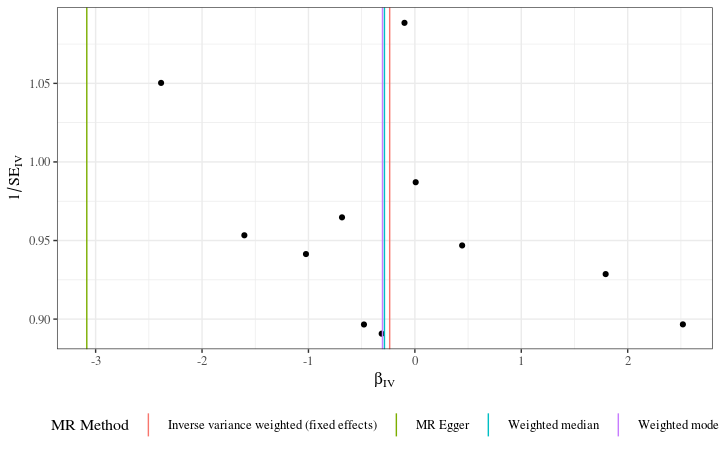 1.05
1.00
0.95
0.90
1/SE_IV
-3 -2 -1 0 1 2
β_IV
MR Method Inverse variance weighted (fixed effects) MR Egger Weighted median Weighted mode